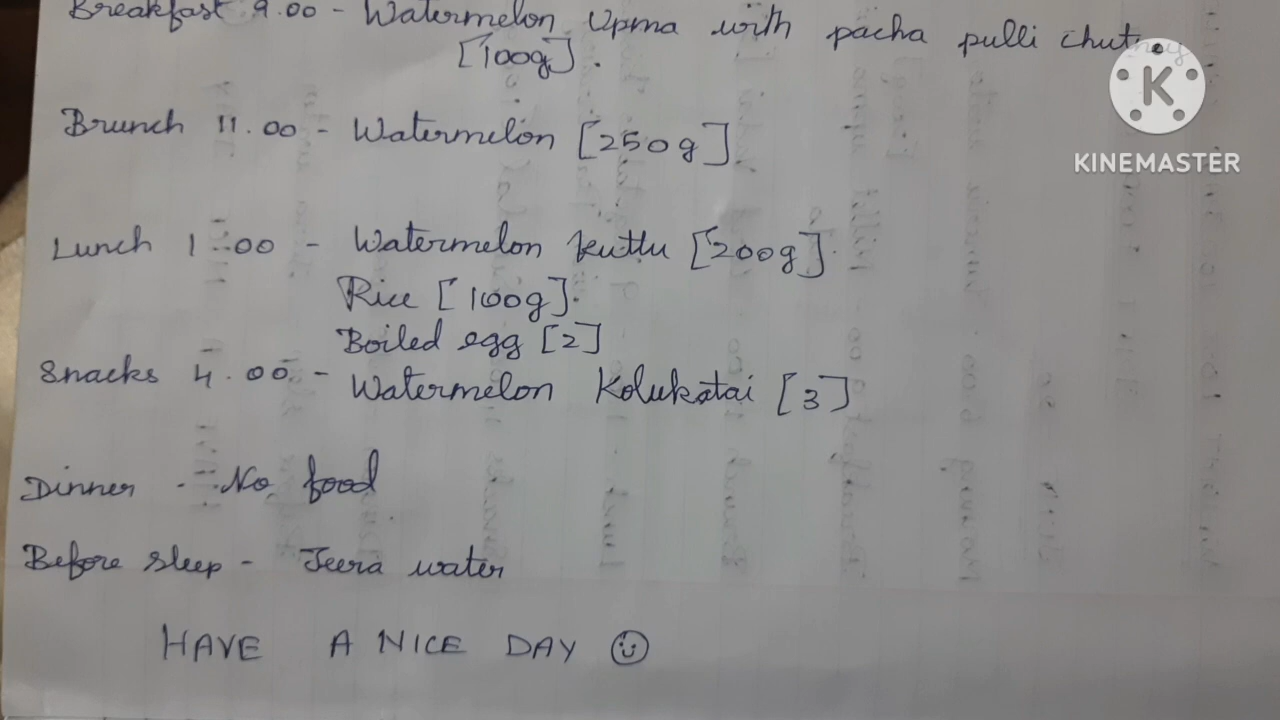 Breakfast 9.00 - Watermelon Upma with pacha pulli chutney
[100g].
K
KINEMASTER
Brunch 11.00 - Watermelon [250g]
Lunch 1.00 - Watermelon kuttu [200g].
Rice [100g].
Boiled egg [2]
Snacks 4.00 - Watermelon Kolukatai [3]
Dinner - No food
Before sleep - Jeera water
HAVE A NICE DAY